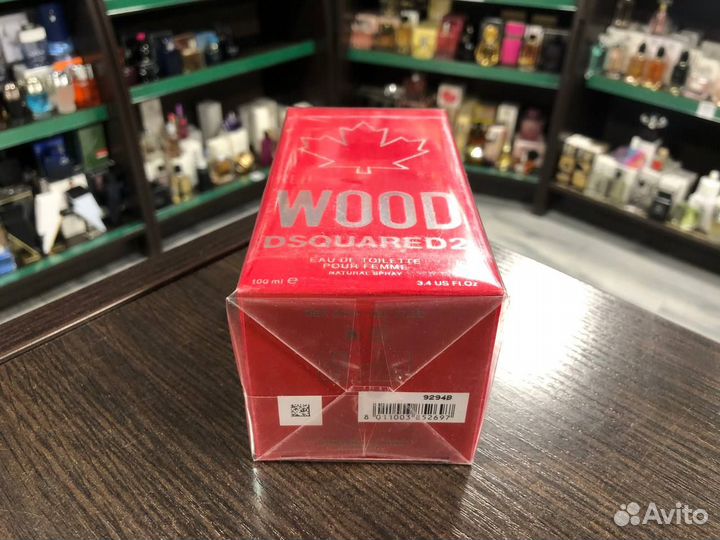 WOOD
DSQUARED2
EAU DE TOILETTE
POUR FEMME
NATURAL SPRAY
100 ml e 3.4 US Fl.Oz
9294B
8 011003 852697
Avito